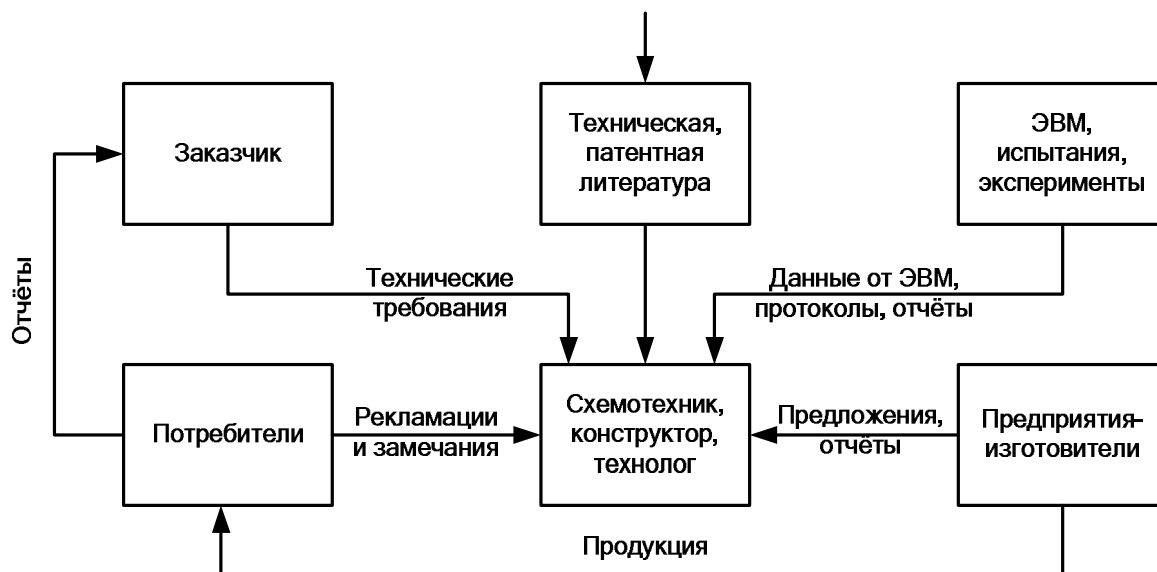 Заказчик
Техническая,
патентная
литература
ЭВМ,
испытания,
эксперименты
Отчёты
Технические
требования
Данные от ЭВМ,
протоколы, отчёты
Потребители
Рекламации
и замечания
Схемотехник,
конструктор,
технолог
Предложения,
отчёты
Предприятия-
изготовители
Продукция